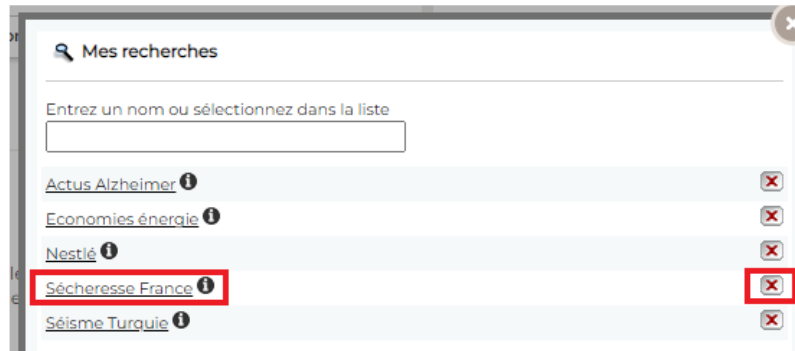 Mes recherches
Entrez un nom ou sélectionnez dans la liste
Actus Alzheimer
Economies énergie
Nestlé
Sécheresse France
Séisme Turquie